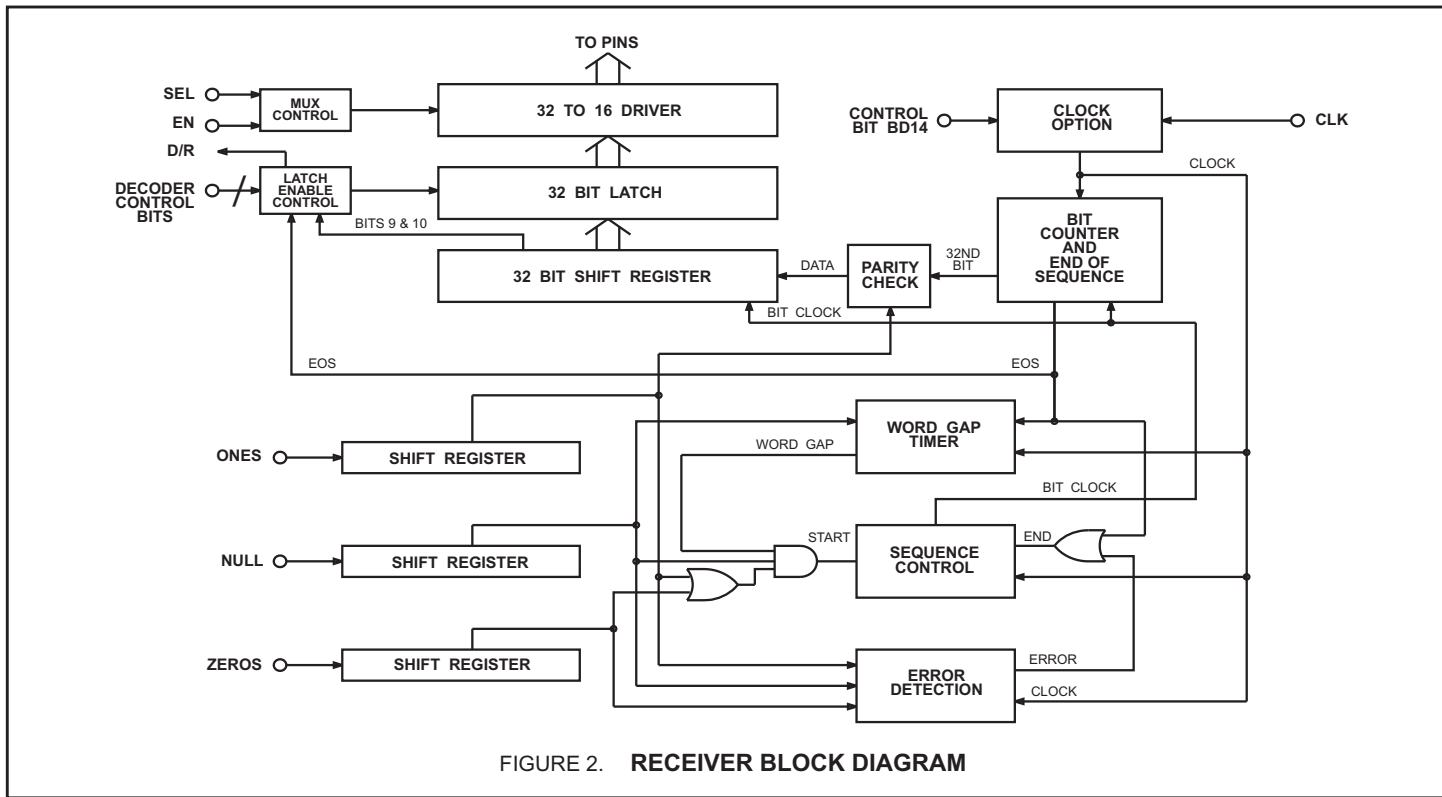 TO PINS
SEL
EN
MUX
CONTROL
32 TO 16 DRIVER
CONTROL
BIT BD14
CLOCK
OPTION
CLK
D/R
DECODER
CONTROL
BITS
LATCH
ENABLE
CONTROL
32 BIT LATCH
CLOCK
BITS 9 & 10
32 BIT SHIFT REGISTER
DATA
PARITY
CHECK
32ND
BIT
BIT
COUNTER
AND
END OF
SEQUENCE
BIT CLOCK
EOS
EOS
ONES
SHIFT REGISTER
WORD GAP
WORD GAP
TIMER
BIT CLOCK
NULL
SHIFT REGISTER
START
SEQUENCE
CONTROL
END
ZEROS
SHIFT REGISTER
ERROR
DETECTION
ERROR
CLOCK
FIGURE 2. RECEIVER BLOCK DIAGRAM